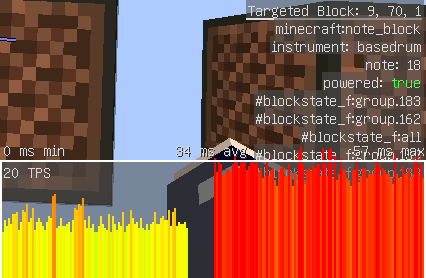 Targeted Block: 9, 70, 1
minecraft:note_block
instrument: basedrum
note: 18
powered: true
#blockstate_f:group.183
#blockstate_f:group.162
#blockstate_f:all
0 ms min
34 ms avg
57 ms max
20 TPS